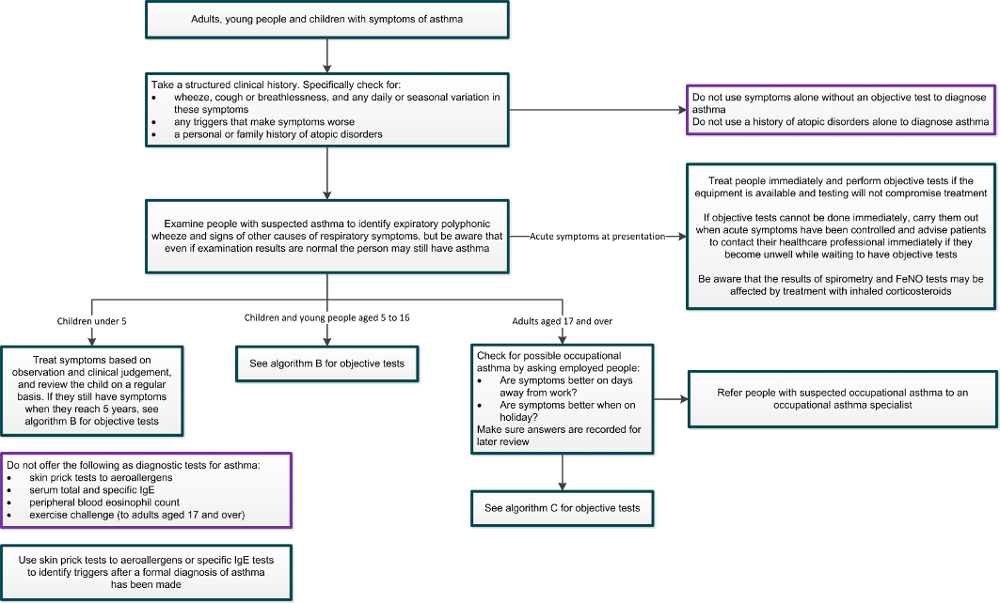 Adults, young people and children with symptoms of asthma
Take a structured clinical history. Specifically check for:
• wheeze, cough or breathlessness, and any daily or seasonal variation in
these symptoms
• any triggers that make symptoms worse
• a personal or family history of atopic disorders
Do not use symptoms alone without an objective test to diagnose
asthma
Do not use a history of atopic disorders alone to diagnose asthma
Examine people with suspected asthma to identify expiratory polyphonic
wheeze and signs of other causes of respiratory symptoms, but be aware that
even if examination results are normal the person may still have asthma
Acute symptoms at presentation
Treat people immediately and perform objective tests if the
equipment is available and testing will not compromise treatment
If objective tests cannot be done immediately, carry them out
when acute symptoms have been controlled and advise patients
to contact their healthcare professional immediately if they
become unwell while waiting to have objective tests
Be aware that the results of spirometry and FeNO tests may be
affected by treatment with inhaled corticosteroids
Children under 5
Children and young people aged 5 to 16
Adults aged 17 and over
Treat symptoms based on
observation and clinical judgement,
and review the child on a regular
basis. If they still have symptoms
when they reach 5 years, see
algorithm B for objective tests
See algorithm B for objective tests
Check for possible occupational
asthma by asking employed people:
• Are symptoms better on days
away from work?
• Are symptoms better when on
holiday?
Make sure answers are recorded for
later review
Refer people with suspected occupational asthma to an
occupational asthma specialist
See algorithm C for objective tests
Do not offer the following as diagnostic tests for asthma:
• skin prick tests to aeroallergens
• serum total and specific IgE
• peripheral blood eosinophil count
• exercise challenge (to adults aged 17 and over)
Use skin prick tests to aeroallergens or specific IgE tests
to identify triggers after a formal diagnosis of asthma
has been made